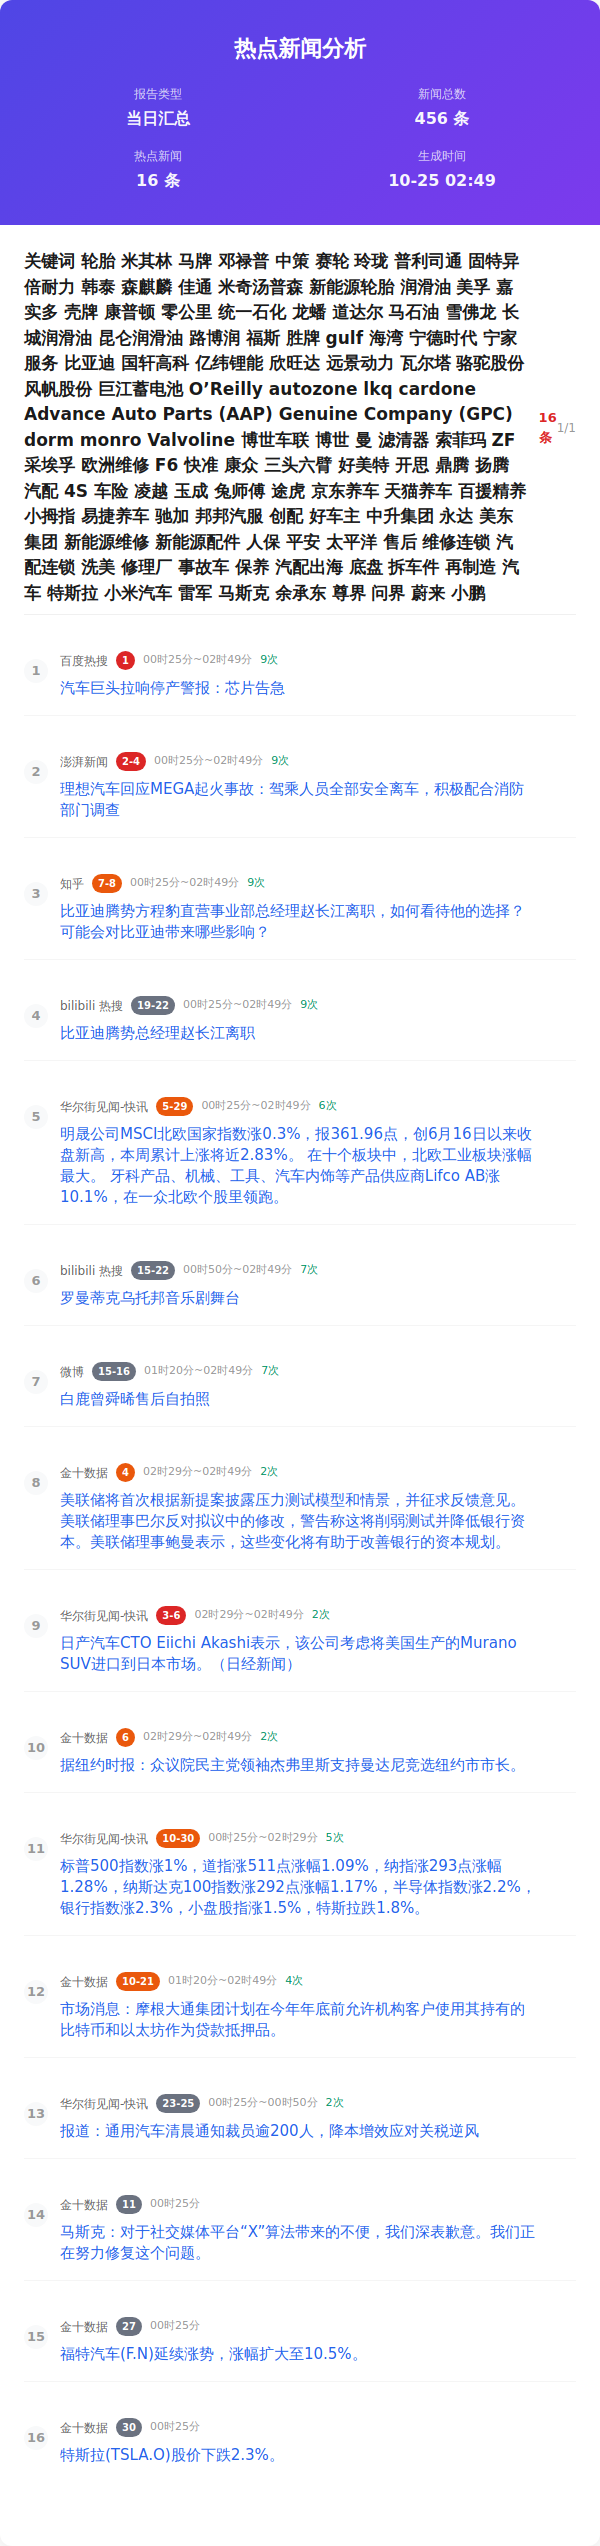 热点新闻分析
报告类型
新闻总数
当日汇总
456 条
热点新闻
生成时间
16 条
10-25 02:49
关键词 轮胎 米其林 马牌 邓禄普 中策 赛轮 玲珑 普利司通 固特异
倍耐力 韩泰 森麒麟 佳通 米奇汤普森 新能源轮胎 润滑油 美孚 嘉
实多 壳牌 康普顿 零公里 统一石化 龙蟠 道达尔 马石油 雪佛龙 长
城润滑油 昆仑润滑油 路博润 福斯 胜牌 gulf 海湾 宁德时代 宁家
服务 比亚迪 国轩高科 亿纬锂能 欣旺达 远景动力 瓦尔塔 骆驼股份
风帆股份 巨江蓄电池 O’Reilly autozone lkq cardone
Advance Auto Parts (AAP) Genuine Company (GPC)
dorm monro Valvoline 博世车联 博世 曼 滤清器 索菲玛 ZF
采埃孚 欧洲维修 F6 快准 康众 三头六臂 好美特 开思 鼎腾 扬腾
汽配 4S 车险 凌越 玉成 兔师傅 途虎 京东养车 天猫养车 百援精养
小拇指 易捷养车 驰加 邦邦汽服 创配 好车主 中升集团 永达 美东
集团 新能源维修 新能源配件 人保 平安 太平洋 售后 维修连锁 汽
配连锁 洗美 修理厂 事故车 保养 汽配出海 底盘 拆车件 再制造 汽
车 特斯拉 小米汽车 雷军 马斯克 余承东 尊界 问界 蔚来 小鹏
16
条
1/1
1
百度热搜 1 00时25分~02时49分 9次
汽车巨头拉响停产警报：芯片告急
2
澎湃新闻 2-4 00时25分~02时49分 9次
理想汽车回应MEGA起火事故：驾乘人员全部安全离车，积极配合消防
部门调查
3
知乎 7-8 00时25分~02时49分 9次
比亚迪腾势方程豹直营事业部总经理赵长江离职，如何看待他的选择？
可能会对比亚迪带来哪些影响？
4
bilibili 热搜 19-22 00时25分~02时49分 9次
比亚迪腾势总经理赵长江离职
5
华尔街见闻-快讯 5-29 00时25分~02时49分 6次
明晟公司MSCI北欧国家指数涨0.3%，报361.96点，创6月16日以来收
盘新高，本周累计上涨将近2.83%。 在十个板块中，北欧工业板块涨幅
最大。 牙科产品、机械、工具、汽车内饰等产品供应商Lifco AB涨
10.1%，在一众北欧个股里领跑。
6
bilibili 热搜 15-22 00时50分~02时49分 7次
罗曼蒂克乌托邦音乐剧舞台
7
微博 15-16 01时20分~02时49分 7次
白鹿曾舜晞售后自拍照
8
金十数据 4 02时29分~02时49分 2次
美联储将首次根据新提案披露压力测试模型和情景，并征求反馈意见。
美联储理事巴尔反对拟议中的修改，警告称这将削弱测试并降低银行资
本。美联储理事鲍曼表示，这些变化将有助于改善银行的资本规划。
9
华尔街见闻-快讯 3-6 02时29分~02时49分 2次
日产汽车CTO Eiichi Akashi表示，该公司考虑将美国生产的Murano
SUV进口到日本市场。（日经新闻）
10
金十数据 6 02时29分~02时49分 2次
据纽约时报：众议院民主党领袖杰弗里斯支持曼达尼竞选纽约市市长。
11
华尔街见闻-快讯 10-30 00时25分~02时29分 5次
标普500指数涨1%，道指涨511点涨幅1.09%，纳指涨293点涨幅
1.28%，纳斯达克100指数涨292点涨幅1.17%，半导体指数涨2.2%，
银行指数涨2.3%，小盘股指涨1.5%，特斯拉跌1.8%。
12
金十数据 10-21 01时20分~02时49分 4次
市场消息：摩根大通集团计划在今年年底前允许机构客户使用其持有的
比特币和以太坊作为贷款抵押品。
13
华尔街见闻-快讯 23-25 00时25分~00时50分 2次
报道：通用汽车清晨通知裁员逾200人，降本增效应对关税逆风
14
金十数据 11 00时25分
马斯克：对于社交媒体平台“X”算法带来的不便，我们深表歉意。我们正
在努力修复这个问题。
15
金十数据 27 00时25分
福特汽车(F.N)延续涨势，涨幅扩大至10.5%。
16
金十数据 30 00时25分
特斯拉(TSLA.O)股价下跌2.3%。